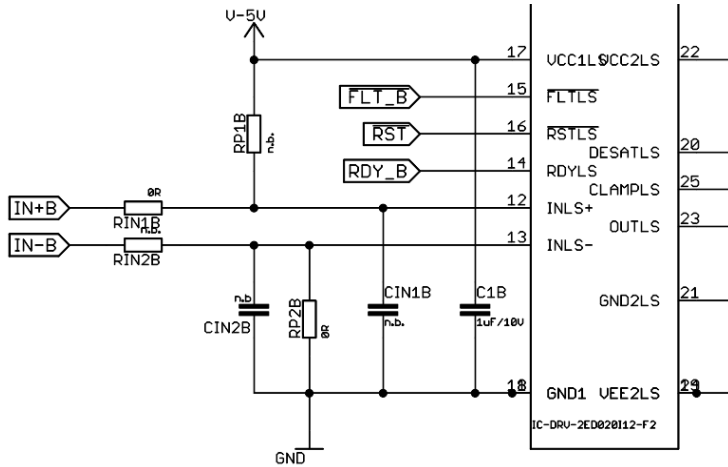 V-5V
17
VCC1LS
VCC2LS
22
FLT_B
15
FLTLS
RP1B
n.b.
RST
16
RSTLS
DESATLS
20
RDY_B
14
RDYLS
CLAMPLS
25
IN+B
0R
RIN1B
12
INLS+
OUTLS
23
IN-B
n.b.
RIN2B
13
INLS-
GND2LS
21
n.b
CIN2B
RP2B
0R
CIN1B
n.b.
C1B
1uF/10V
18
GND1
VEE2LS
IC-DRV-2ED020I12-F2
GND